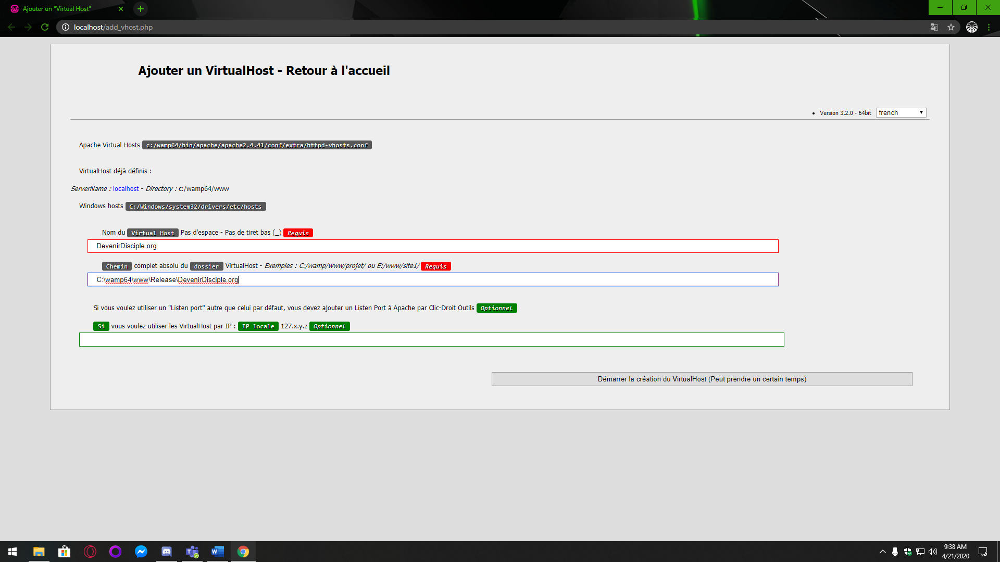 Ajouter un "Virtual Host"
localhost/add_vhost.php
Ajouter un VirtualHost - Retour à l'accueil
Version 3.2.0 - 64bit french
Apache Virtual Hosts c:/wamp64/bin/apache/apache2.4.41/conf/extra/httpd-vhosts.conf
VirtualHost déjà définis :
ServerName : localhost - Directory : c:/wamp64/www
Windows hosts C:/Windows/system32/drivers/etc/hosts
Nom du Virtual Host Pas d'espace - Pas de tiret bas (_) Requis
DevenirDisciple.org
Chemin complet absolu du dossier VirtualHost - Exemples : C:/wamp/www/projet/ ou E:/www/site1/ Requis
C:\wamp64\www\Release\DevenirDisciple.org
Si vous voulez utiliser un "Listen port" autre que celui par défaut, vous devez ajouter un Listen Port à Apache par Clic-Droit Outils Optionnel
Si vous voulez utiliser les VirtualHost par IP : IP locale 127.x.y.z Optionnel
Démarrer la création du VirtualHost (Peut prendre un certain temps)
9:38 AM
4/21/2020